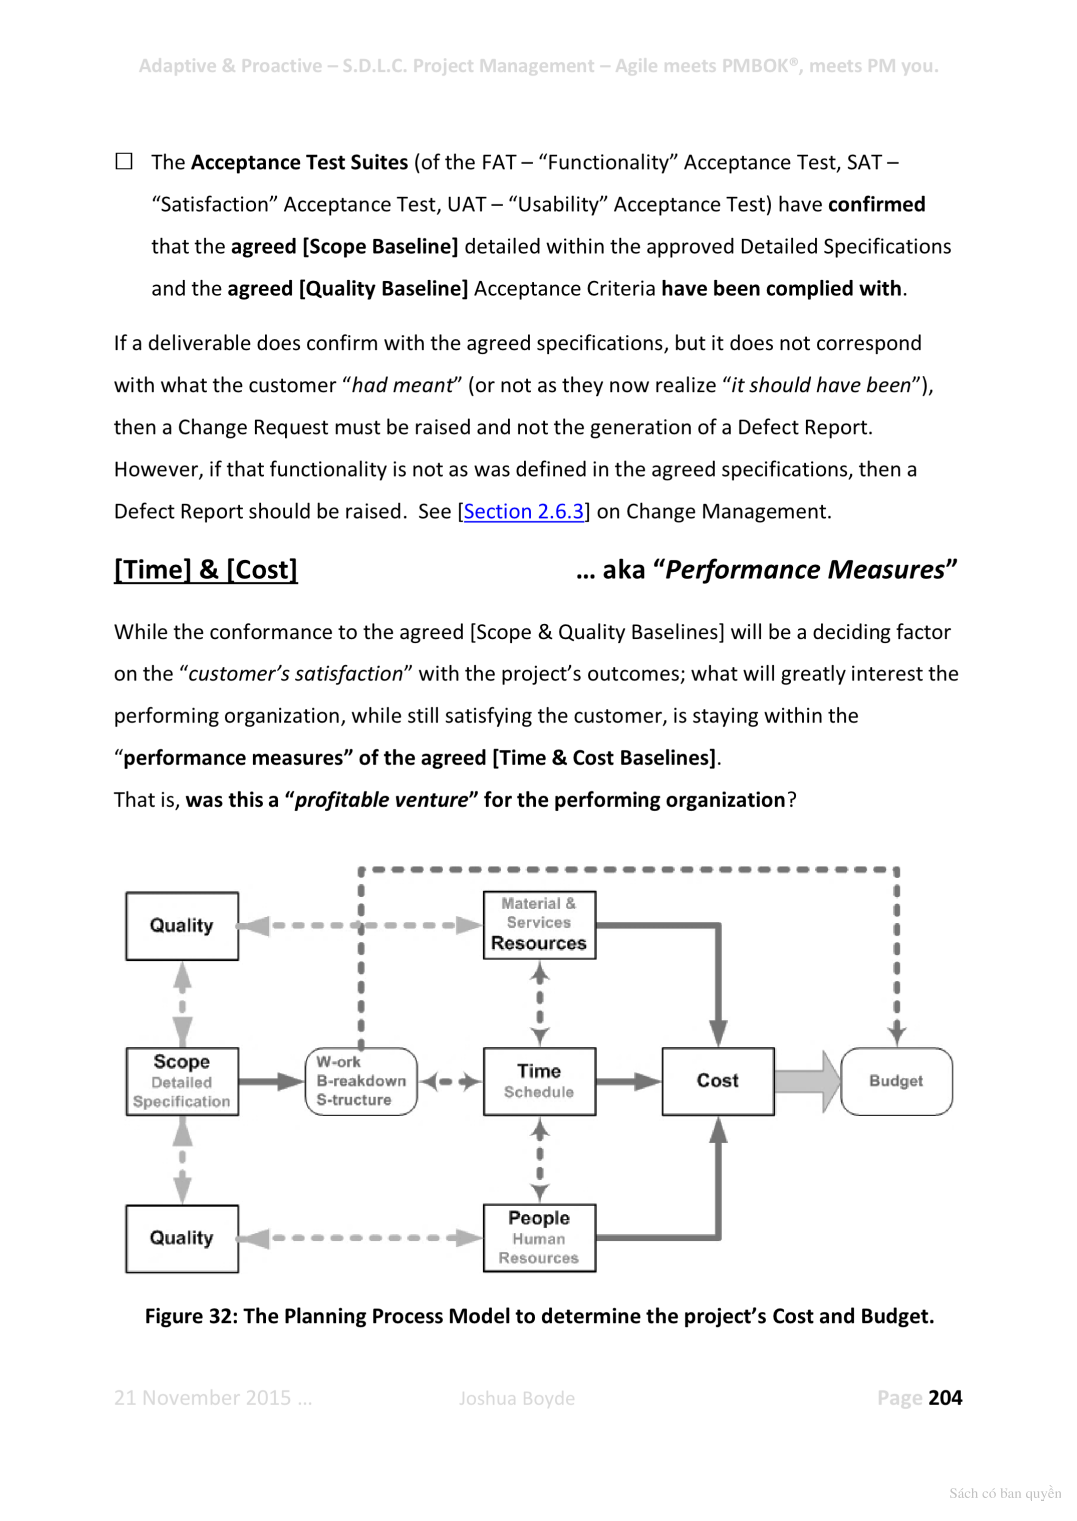 Adaptive & Proactive – S.D.L.C. Project Management – Agile meets PMBOK®, meets PM you.
☐ The Acceptance Test Suites (of the FAT – “Functionality” Acceptance Test, SAT –
“Satisfaction” Acceptance Test, UAT – “Usability” Acceptance Test) have confirmed
that the agreed [Scope Baseline] detailed within the approved Detailed Specifications
and the agreed [Quality Baseline] Acceptance Criteria have been complied with.
If a deliverable does confirm with the agreed specifications, but it does not correspond
with what the customer “had meant” (or not as they now realize “it should have been”),
then a Change Request must be raised and not the generation of a Defect Report.
However, if that functionality is not as was defined in the agreed specifications, then a
Defect Report should be raised.  See [Section 2.6.3] on Change Management.
[Time] & [Cost] … aka “Performance Measures”
While the conformance to the agreed [Scope & Quality Baselines] will be a deciding factor
on the “customer’s satisfaction” with the project’s outcomes; what will greatly interest the
performing organization, while still satisfying the customer, is staying within the
“performance measures” of the agreed [Time & Cost Baselines].
That is, was this a “profitable venture” for the performing organization?
Quality
Material &
Services
Resources
Scope
Detailed
Specification
W-ork
B-reakdown
S-tructure
Time
Schedule
Cost
Budget
Quality
People
Human
Resources
Figure 32: The Planning Process Model to determine the project’s Cost and Budget.
21 November 2015 … Joshua Boyde Page 204
Sách có bản quyền